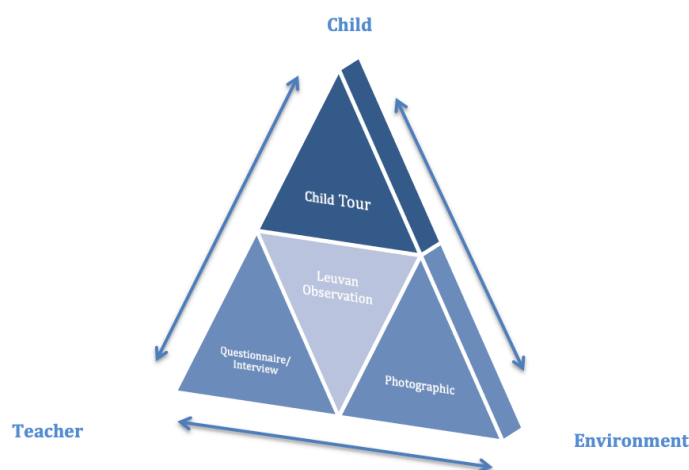 Child
Child Tour
Leuvan
Observation
Questionnaire/
Interview
Photographic
Teacher
Environment